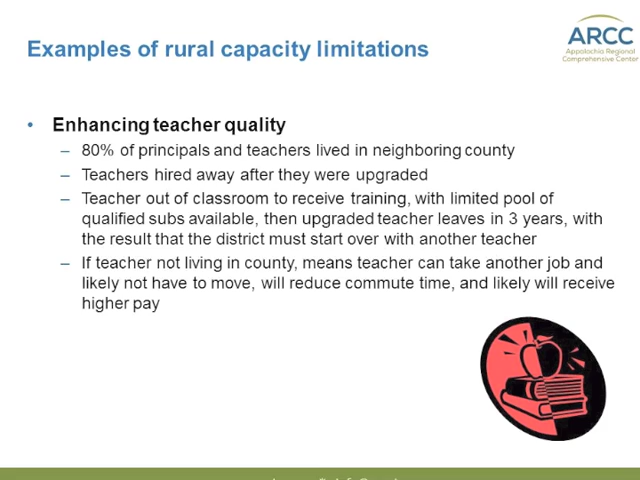 Examples of rural capacity limitations
ARCC
Appalachia Regional
Comprehensive Center
• Enhancing teacher quality
– 80% of principals and teachers lived in neighboring county
– Teachers hired away after they were upgraded
– Teacher out of classroom to receive training, with limited pool of
qualified subs available, then upgraded teacher leaves in 3 years, with
the result that the district must start over with another teacher
– If teacher not living in county, means teacher can take another job and
likely not have to move, will reduce commute time, and likely will receive
higher pay